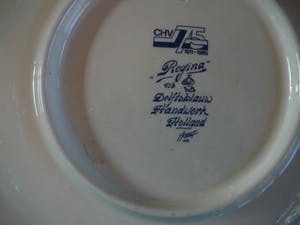 CHV 75
1911-1986
"Regina"
Delftsblauw
Handwerk
Holland